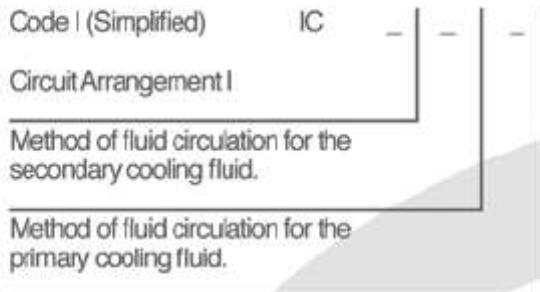 Code I (Simplified) IC _ _ _
Circuit Arrangement I
Method of fluid circulation for the
secondary cooling fluid.
Method of fluid circulation for the
primary cooling fluid.